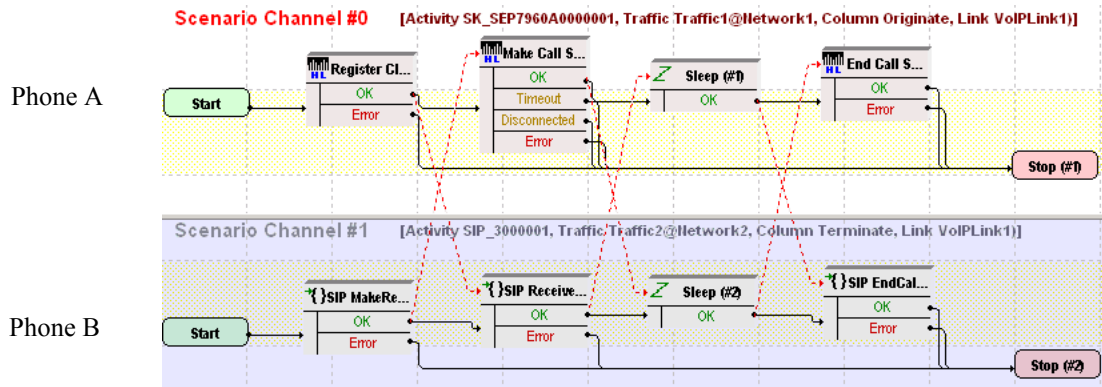 Scenario Channel #0 [Activity SK_SEP7960A0000001, Traffic Traffic1@Network1, Column Originate, Link VoIPLink1)]
Phone A
Start
HL Register Cl...
OK
Error
HL Make Call S...
OK
Timeout
Disconnected
Error
Sleep (#1)
OK
HL End Call S...
OK
Error
Stop (#1)
Scenario Channel #1 [Activity SIP_3000001, Traffic Traffic2@Network2, Column Terminate, Link VoIPLink1)]
Phone B
Start
{}SIP MakeRe...
OK
Error
{}SIP Receive...
OK
Error
Sleep (#2)
OK
{}SIP EndCal...
OK
Error
Stop (#2)